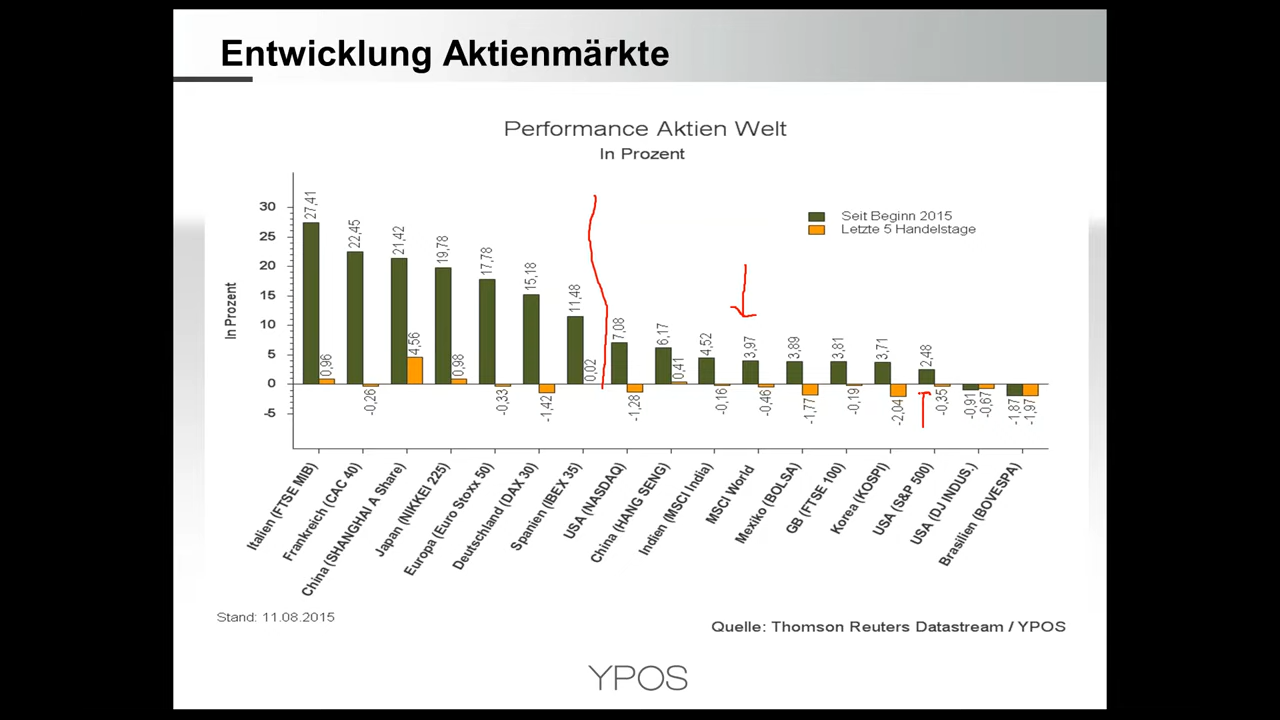 Entwicklung Aktienmärkte
Performance Aktien Welt
In Prozent
Seit Beginn 2015
Letzte 5 Handelstage
In Prozent
30
25
20
15
10
5
0
-5
27,41
0,96
22,45
-0,26
21,42
4,56
19,78
0,98
17,78
-0,33
15,18
-1,42
11,48
0,02
7,08
-1,28
6,17
0,41
4,52
-0,16
3,97
-0,46
3,89
-1,77
3,81
-0,19
3,71
-2,04
2,48
-0,35
-0,91
-0,67
-1,87
-1,97
Italien (FTSE MIB)
Frankreich (CAC 40)
China (SHANGHAI A Share)
Japan (NIKKEI 225)
Europa (Euro Stoxx 50)
Deutschland (DAX 30)
Spanien (IBEX 35)
USA (NASDAQ)
China (HANG SENG)
Indien (MSCI India)
MSCI World
Mexiko (BOLSA)
GB (FTSE 100)
Korea (KOSPI)
USA (S&P 500)
USA (DJ INDUS.)
Brasilien (BOVESPA)
Stand: 11.08.2015
Quelle: Thomson Reuters Datastream / YPOS
YPOS